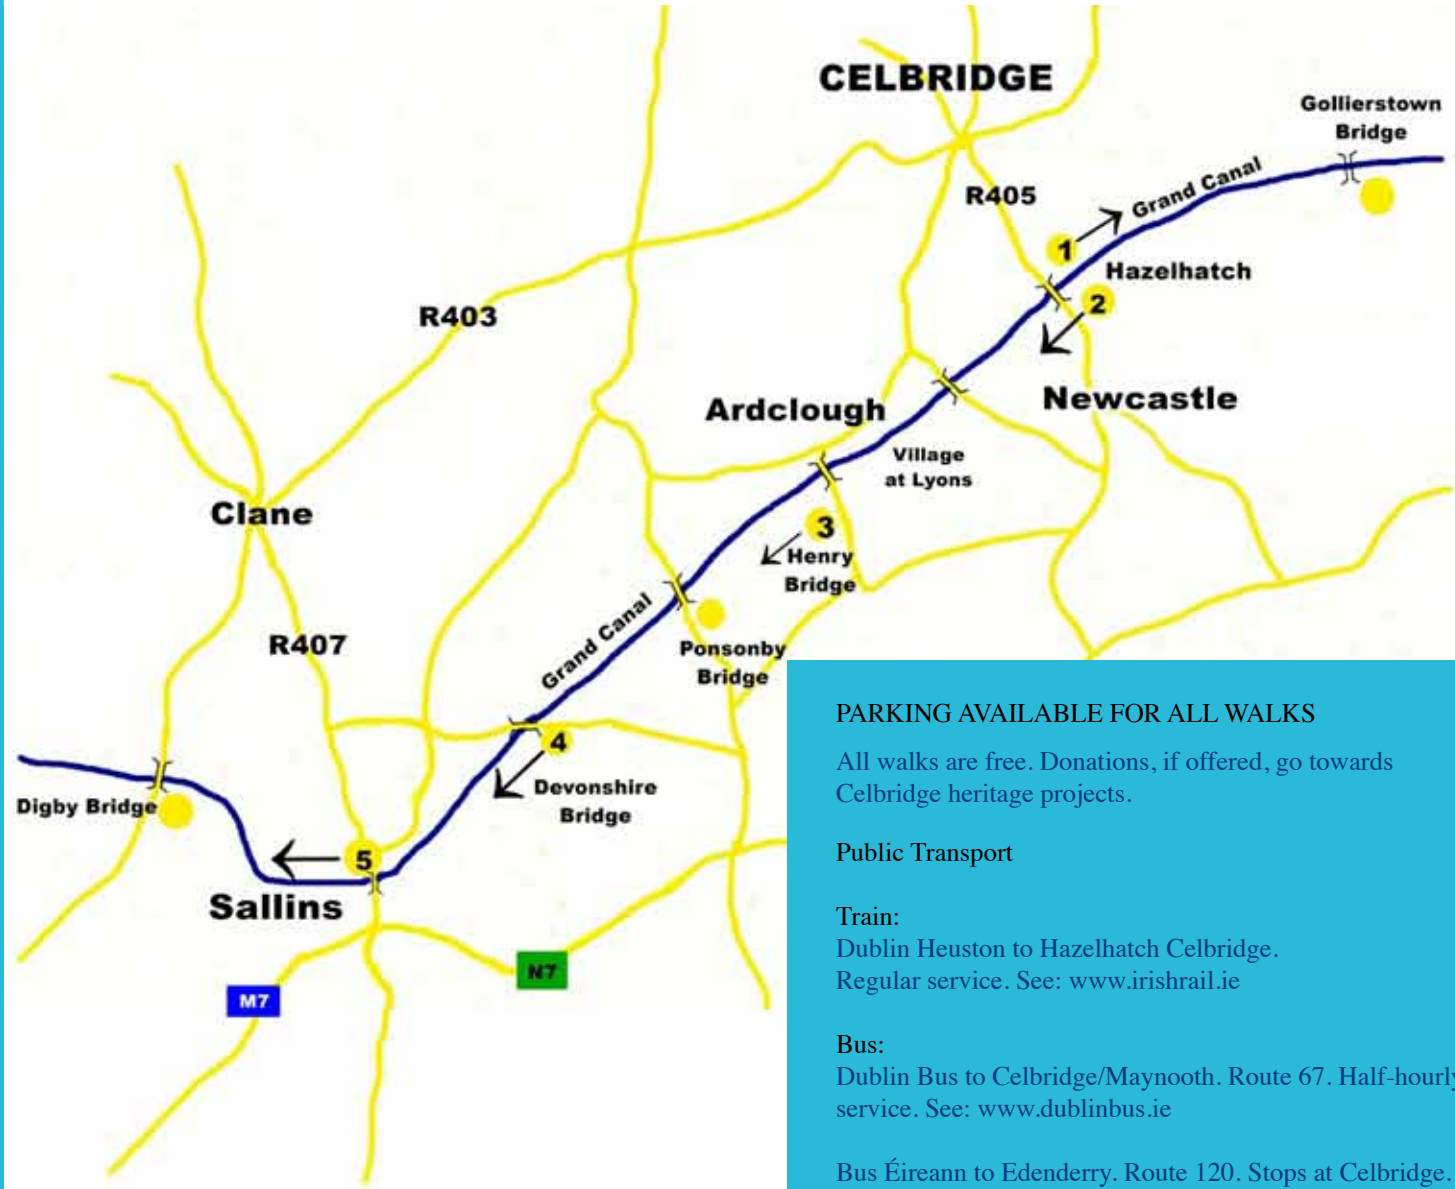 CELBRIDGE
Gollierstown
Bridge
R405
Grand Canal
1
Hazelhatch
2
R403
Newcastle
Ardclough
Village
at Lyons
Clane
3
Henry
Bridge
Grand Canal
R407
Ponsonby
Bridge
4
Devonshire
Bridge
Digby Bridge
5
Sallins
N7
M7
PARKING AVAILABLE FOR ALL WALKS
All walks are free. Donations, if offered, go towards
Celbridge heritage projects.
Public Transport
Train:
Dublin Heuston to Hazelhatch Celbridge.
Regular service. See: www.irishrail.ie
Bus:
Dublin Bus to Celbridge/Maynooth. Route 67. Half-hourly
service. See: www.dublinbus.ie
Bus Éireann to Edenderry. Route 120. Stops at Celbridge.